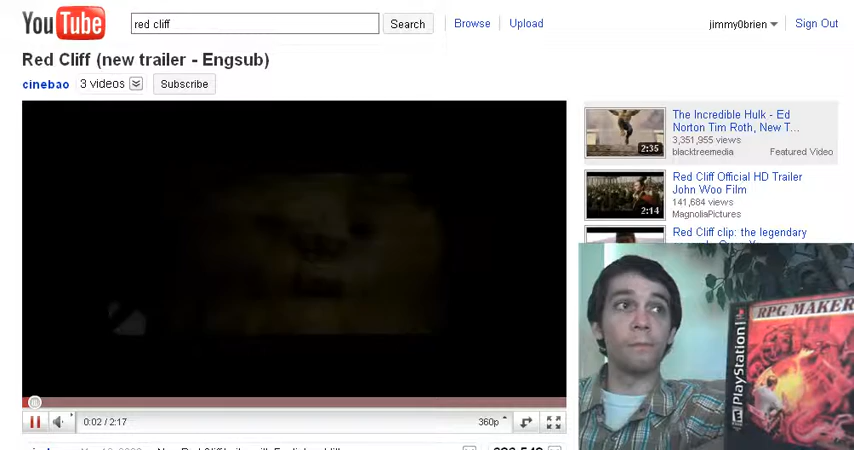 YouTube
red cliff
Search
Browse
Upload
jimmy0brien
Sign Out
Red Cliff (new trailer - Engsub)
cinebao
3 videos
Subscribe
The Incredible Hulk - Ed
Norton Tim Roth, New T...
3,351,955 views
blacktreemedia
Featured Video
2:35
Red Cliff Official HD Trailer
John Woo Film
141,684 views
MagnoliaPictures
2:14
Red Cliff clip: the legendary
RPG MAKER
PlayStation
E
0:02 / 2:17
360p